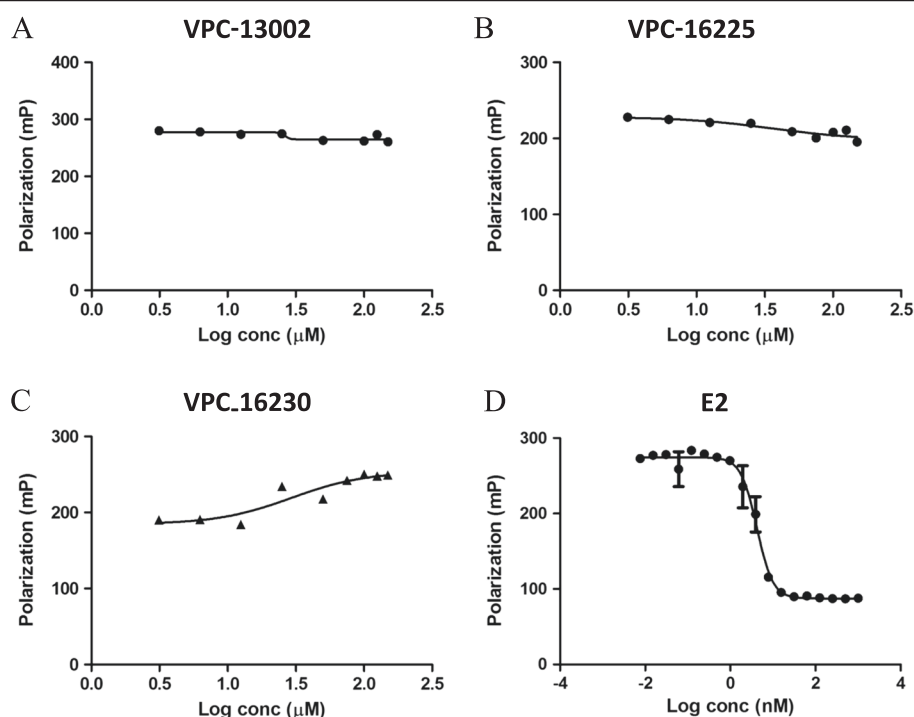 A
VPC-13002
400
300
200
100
0
Polarization (mP)
0.0 0.5 1.0 1.5 2.0 2.5
Log conc (μM)
B
VPC-16225
300
200
100
0
Polarization (mP)
0.0 0.5 1.0 1.5 2.0 2.5
Log conc (μM)
C
VPC-16230
300
200
100
0
Polarization (mP)
0.0 0.5 1.0 1.5 2.0 2.5
Log conc (μM)
D
E2
300
200
100
0
Polarization (mP)
-4 -2 0 2 4
Log conc (nM)